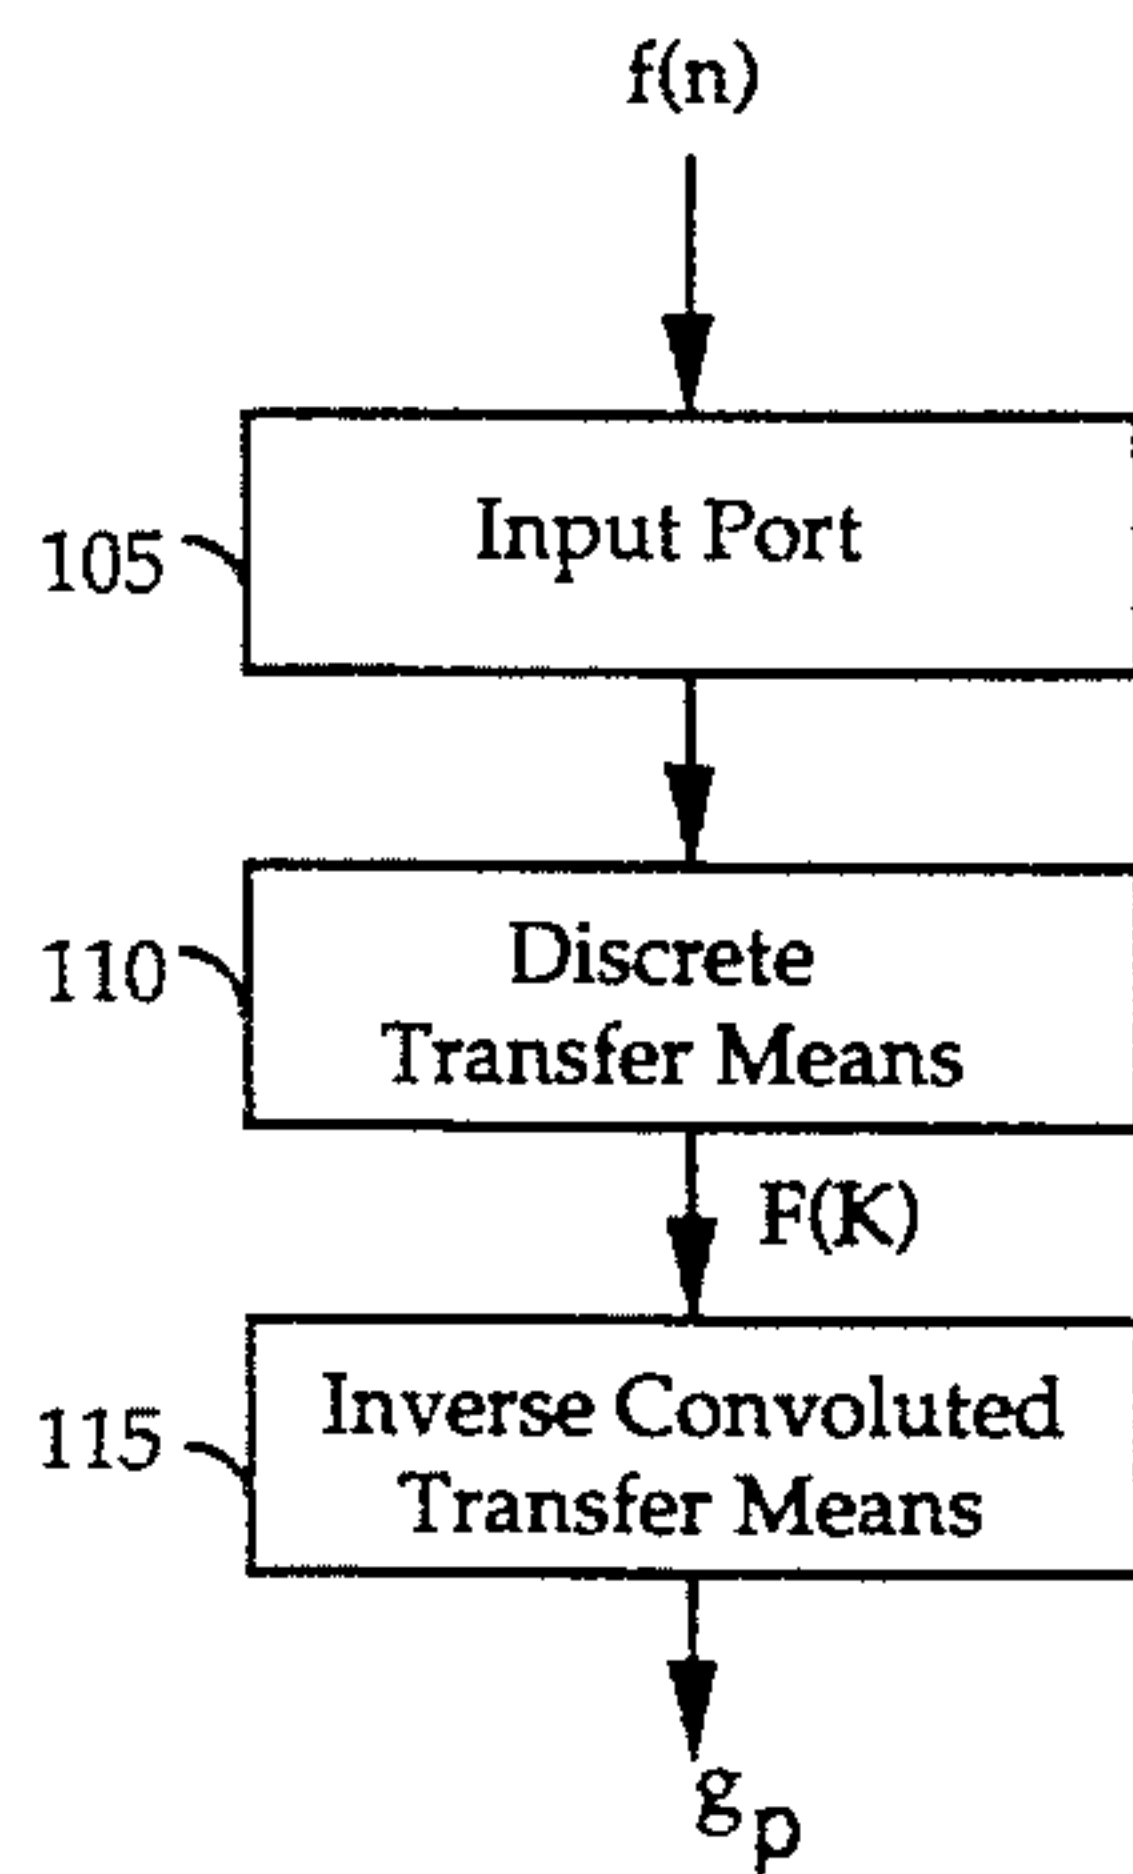 f(n)
Input Port
105
Discrete
110
Transfer Means
F(K)
Inverse Convoluted
115
Transfer Means
gp